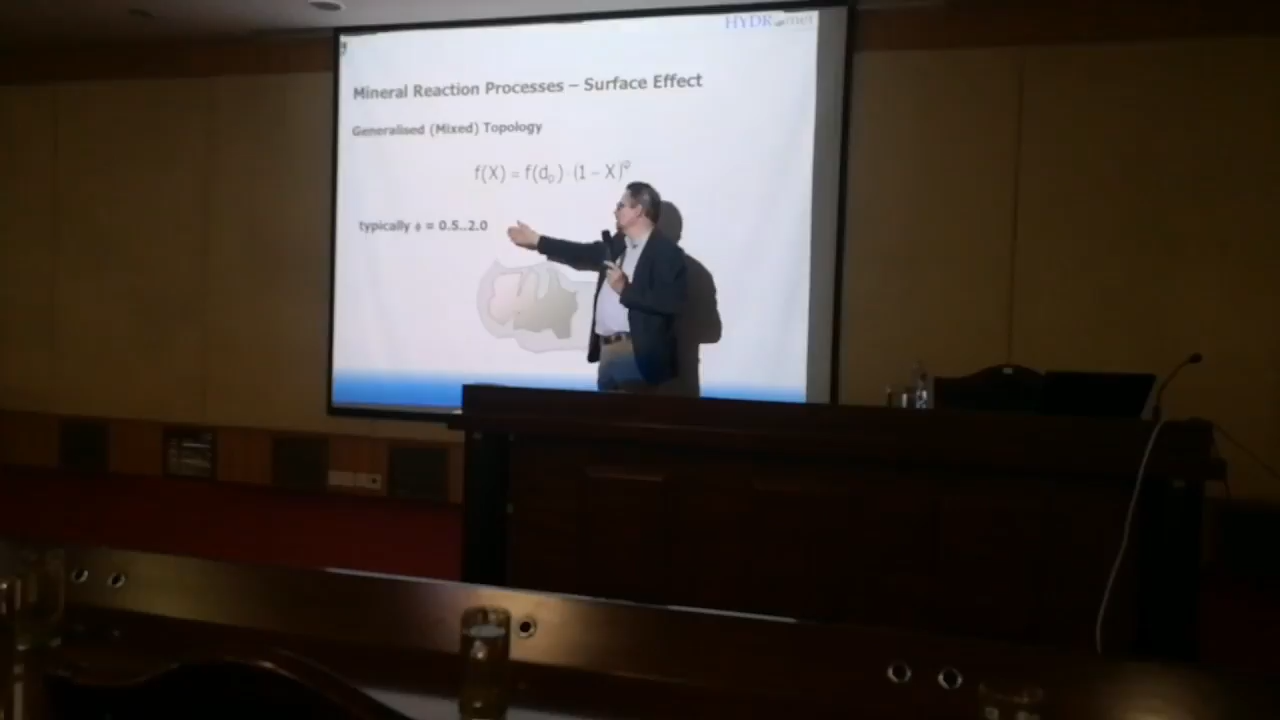 HYDROmet
Mineral Reaction Processes – Surface Effect
Generalised (Mixed) Topology
f(X) = f(d₀) · (1 – X)^φ
typically ϕ = 0.5..2.0